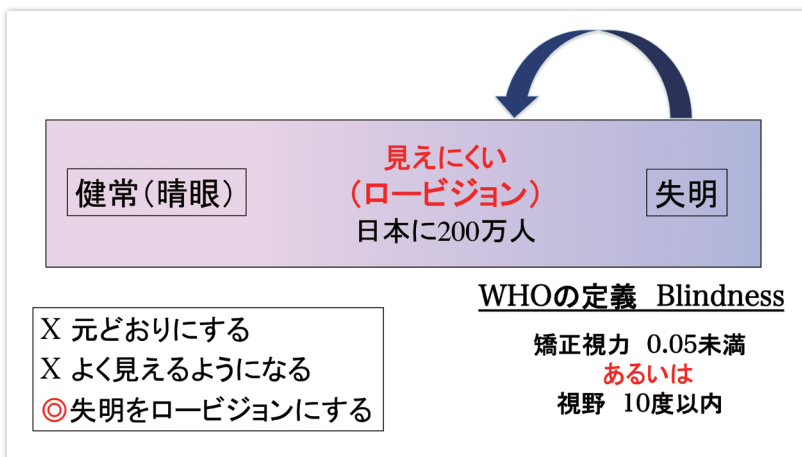 健常（晴眼）
見えにくい
（ロービジョン）
日本に200万人
失明
WHOの定義 Blindness
矯正視力 0.05未満
あるいは
視野 10度以内
X 元どおりにする
X よく見えるようになる
◎失明をロービジョンにする